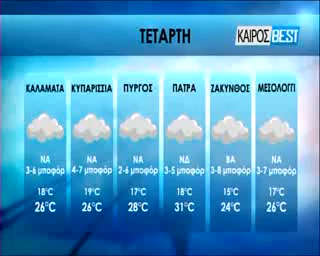 ΤΕΤΑΡΤΗ
ΚΑΙΡΟΣ BEST
ΚΑΛΑΜΑΤΑ ΚΥΠΑΡΙΣΣΙΑ ΠΥΡΓΟΣ ΠΑΤΡΑ ΖΑΚΥΝΘΟΣ ΜΕΣΟΛΟΓΓΙ
ΝΑ ΝΑ ΝΑ ΝΔ ΒΑ ΝΑ
3-6 μποφόρ 4-7 μποφόρ 2-6 μποφόρ 3-5 μποφόρ 3-8 μποφόρ 3-7 μποφόρ
18°C 19°C 17°C 18°C 15°C 17°C
26°C 26°C 28°C 31°C 24°C 26°C